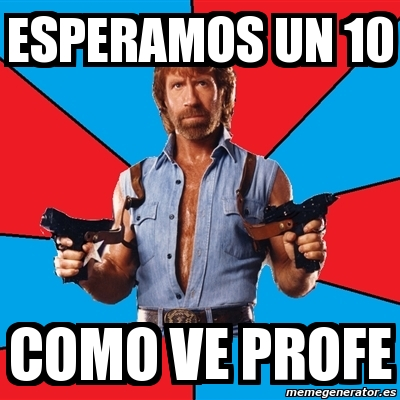 ESPERAMOS UN 10
COMO VE PROFE
memegenerator.es